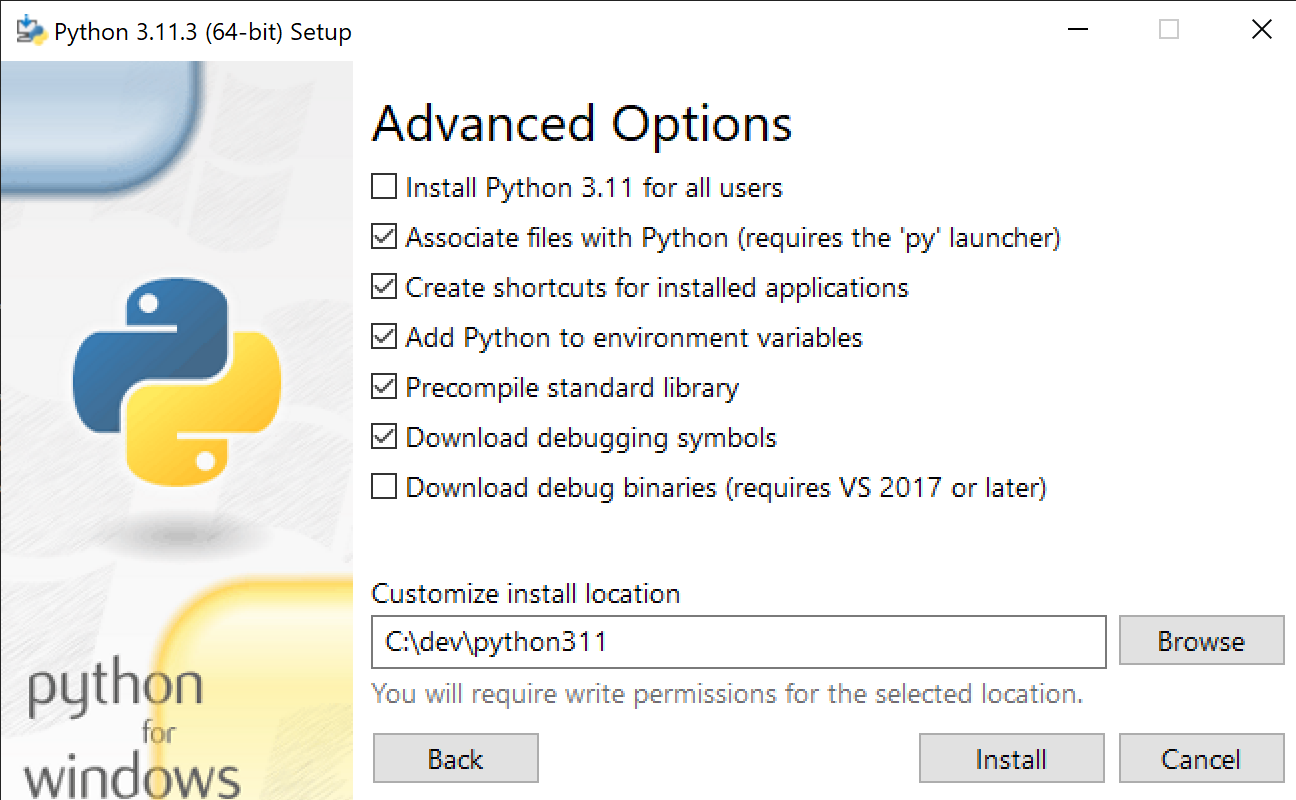 Python 3.11.3 (64-bit) Setup
Advanced Options
Install Python 3.11 for all users
Associate files with Python (requires the 'py' launcher)
Create shortcuts for installed applications
Add Python to environment variables
Precompile standard library
Download debugging symbols
Download debug binaries (requires VS 2017 or later)
Customize install location
C:\dev\python311
Browse
You will require write permissions for the selected location.
python
for
windows
Back
Install
Cancel